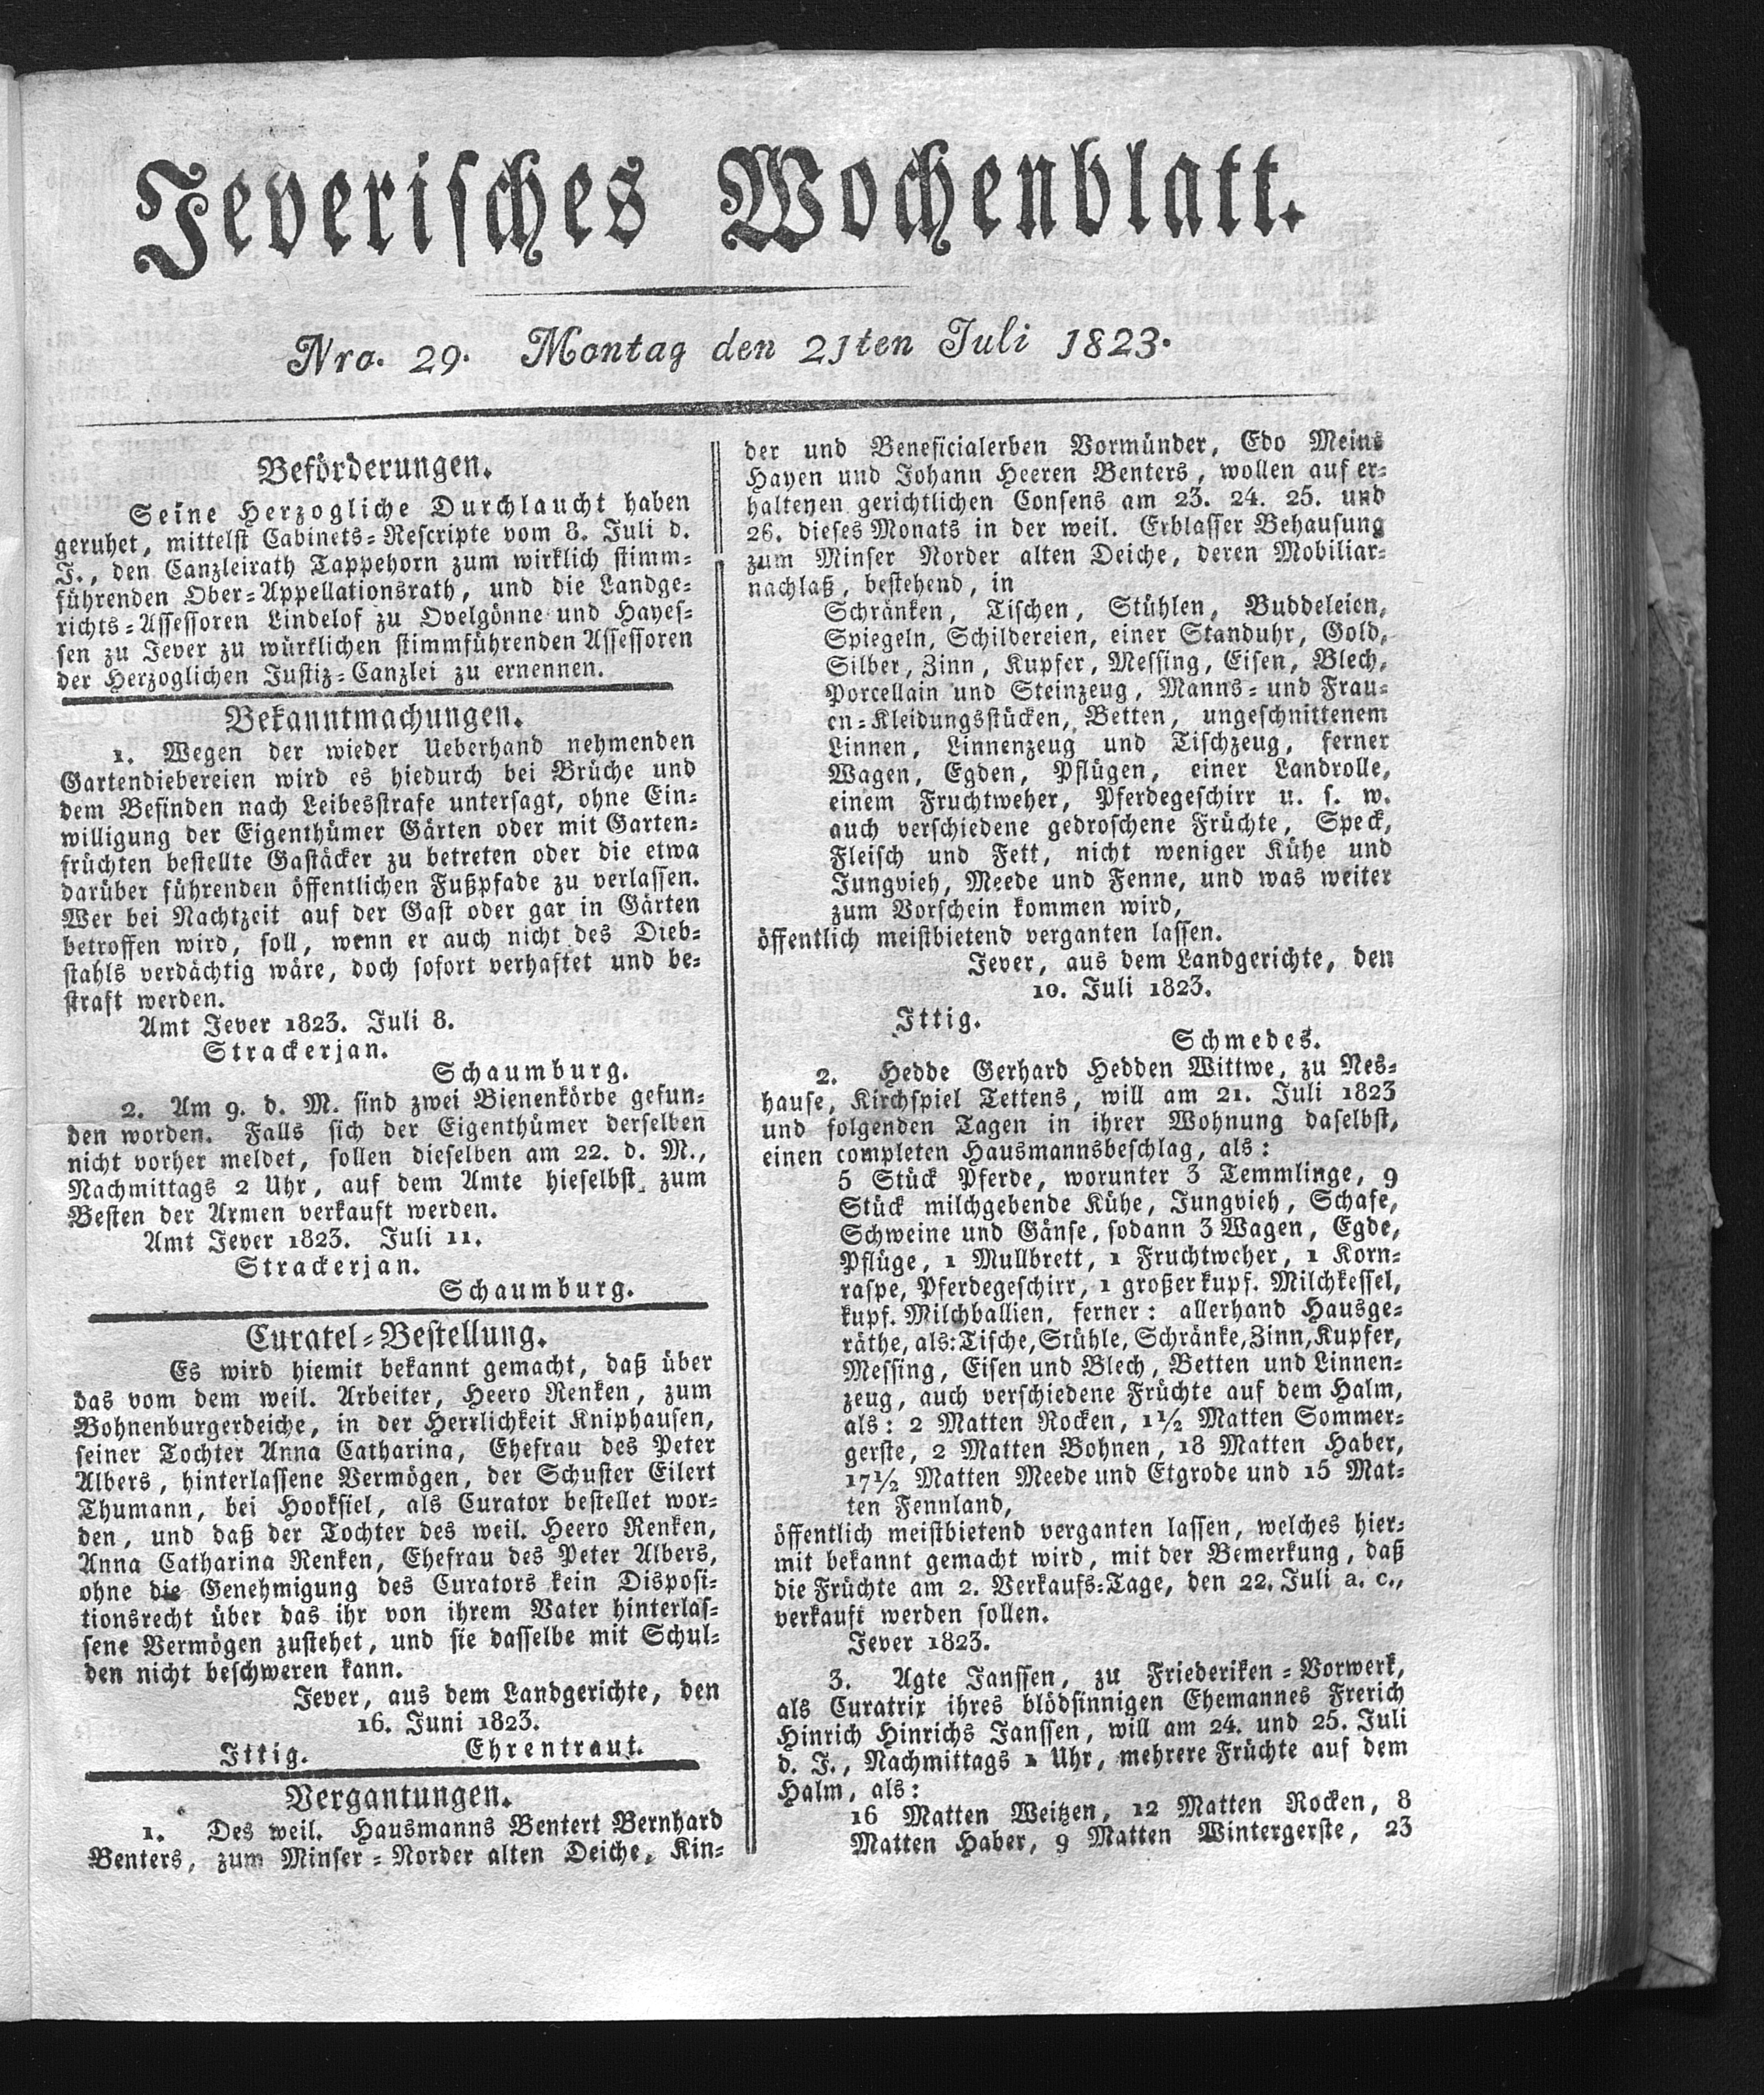 Jeverisches Wochenblatt.
Nro. 29. Montag den 21ten Juli 1823.
Beförderungen.
Seine Herzogliche Durchlaucht haben
geruhet, mittelst Cabinets-Rescripte vom 8. Juli d.
J., den Canzleirath Tappehorn zum wirklich stimm-
führenden Ober-Appellationsrath, und die Landge-
richts-Assessoren Lindelof zu Ovelgönne und Hayes-
sen zu Jever zu würklichen stimmführenden Assessoren
der Herzoglichen Justiz-Canzlei zu ernennen.
Bekanntmachungen.
1. Wegen der wieder Ueberhand nehmenden
Gartendiebereien wird es hiedurch bei Brüche und
dem Befinden nach Leibesstrafe untersagt, ohne Ein-
willigung der Eigenthümer Gärten oder mit Garten-
früchten bestellte Gastäcker zu betreten oder die etwa
darüber führenden öffentlichen Fußpfade zu verlassen.
Wer bei Nachtzeit auf der Gast oder gar in Gärten
betroffen wird, soll, wenn er auch nicht des Dieb-
stahls verdächtig wäre, doch sofort verhaftet und be-
straft werden.
Amt Jever 1823. Juli 8.
Strackerjan.
Schaumburg.
2. Am 9. d. M. sind zwei Bienenkörbe gefun-
den worden. Falls sich der Eigenthümer derselben
nicht vorher meldet, sollen dieselben am 22. d. M.,
Nachmittags 2 Uhr, auf dem Amte hieselbst zum
Besten der Armen verkauft werden.
Amt Jever 1823. Juli 11.
Strackerjan.
Schaumburg.
Curatel-Bestellung.
Es wird hiemit bekannt gemacht, daß über
das vom dem weil. Arbeiter, Heero Renken, zum
Bohnenburgerdeiche, in der Herrlichkeit Kniphausen,
seiner Tochter Anna Catharina, Ehefrau des Peter
Albers, hinterlassene Vermögen, der Schuster Eilert
Thumann, bei Hooksiel, als Curator bestellet wor-
den, und daß der Tochter des weil. Heero Renken,
Anna Catharina Renken, Ehefrau des Peter Albers,
ohne die Genehmigung des Curators kein Disposi-
tionsrecht über das ihr von ihrem Vater hinterlas-
sene Vermögen zustehet, und sie dasselbe mit Schul-
den nicht beschweren kann.
Jever, aus dem Landgerichte, den
16. Juni 1823.
Ittig. Ehrentraut.
Vergantungen.
1. Des weil. Hausmanns Bentert Bernhard
Benters, zum Minser-Norder alten Deiche, Kin-
der und Beneficialerben Vormünder, Edo Meins
Hayen und Johann Heeren Benters, wollen auf er-
haltenen gerichtlichen Consens am 23. 24. 25. und
26. dieses Monats in der weil. Erblasser Behausung
zum Minser Norder alten Deiche, deren Mobiliar-
nachlaß, bestehend, in
Schränken, Tischen, Stühlen, Buddeleien,
Spiegeln, Schildereien, einer Standuhr, Gold,
Silber, Zinn, Kupfer, Messing, Eisen, Blech,
Porcellain und Steinzeug, Manns- und Frau-
en-Kleidungsstücken, Betten, ungeschnittenem
Linnen, Linnenzeug und Tischzeug, ferner
Wagen, Egden, Pflügen, einer Landrolle,
einem Fruchtweher, Pferdegeschirr u. s. w.
auch verschiedene gedroschene Früchte, Speck,
Fleisch und Fett, nicht weniger Kühe und
Jungvieh, Meede und Fenne, und was weiter
zum Vorschein kommen wird,
öffentlich meistbietend verganten lassen.
Jever, aus dem Landgerichte, den
10. Juli 1823.
Ittig.
Schmedes.
2. Hedde Gerhard Hedden Wittwe, zu Nes-
hause, Kirchspiel Tettens, will am 21. Juli 1823
und folgenden Tagen in ihrer Wohnung daselbst,
einen completen Hausmannsbeschlag, als:
5 Stück Pferde, worunter 3 Temmlinge, 9
Stück milchgebende Kühe, Jungvieh, Schafe,
Schweine und Gänse, sodann 3 Wagen, Egde,
Pflüge, 1 Mullbrett, 1 Fruchtweher, 1 Korn-
raspe, Pferdegeschirr, 1 großer kupf. Milchkessel,
kupf. Milchballien, ferner: allerhand Hausge-
räthe, als: Tische, Stühle, Schränke, Zinn, Kupfer,
Messing, Eisen und Blech, Betten und Linnen-
zeug, auch verschiedene Früchte auf dem Halm,
als: 2 Matten Rocken, 1½ Matten Sommer-
gerste, 2 Matten Bohnen, 18 Matten Haber,
17½ Matten Meede und Etgrode und 15 Mat-
ten Fennland,
öffentlich meistbietend verganten lassen, welches hier-
mit bekannt gemacht wird, mit der Bemerkung, daß
die Früchte am 2. Verkaufs-Tage, den 22. Juli a. c.,
verkauft werden sollen.
Jever 1823.
3. Agte Janssen, zu Friederiken-Vorwerk,
als Curatrix ihres blödsinnigen Ehemannes Frerich
Hinrich Hinrichs Janssen, will am 24. und 25. Juli
d. J., Nachmittags 1 Uhr, mehrere Früchte auf dem
Halm, als:
16 Matten Weitzen, 12 Matten Rocken, 8
Matten Haber, 9 Matten Wintergerste, 23